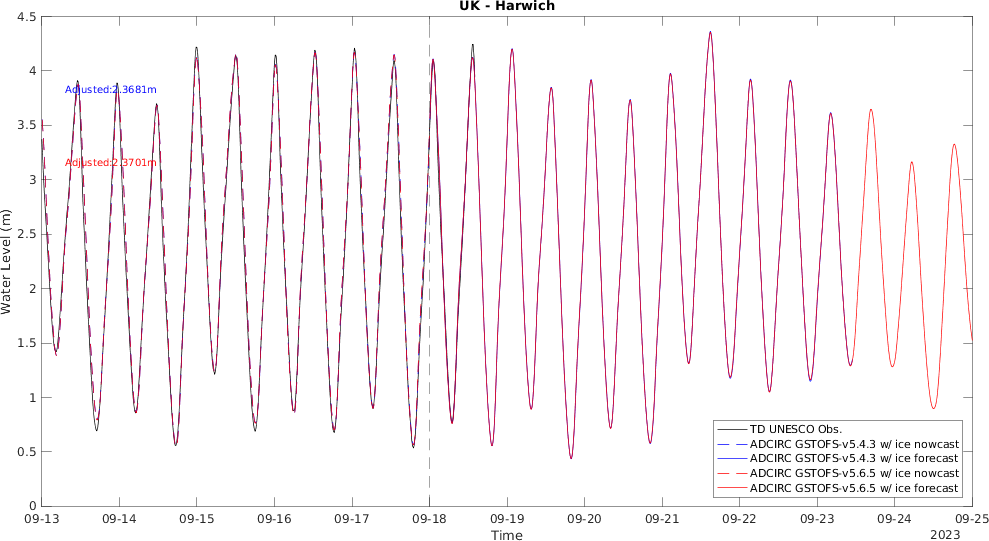 UK - Harwich
4.5
4
3.5
3
2.5
2
1.5
1
0.5
0
Water Level (m)
Adjusted:2.3681m
Adjusted:2.3701m
TD UNESCO Obs.
ADCIRC GSTOFS-v5.4.3 w/ ice nowcast
ADCIRC GSTOFS-v5.4.3 w/ ice forecast
ADCIRC GSTOFS-v5.6.5 w/ ice nowcast
ADCIRC GSTOFS-v5.6.5 w/ ice forecast
09-13 09-14 09-15 09-16 09-17 09-18 09-19 09-20 09-21 09-22 09-23 09-24 09-25
Time 2023